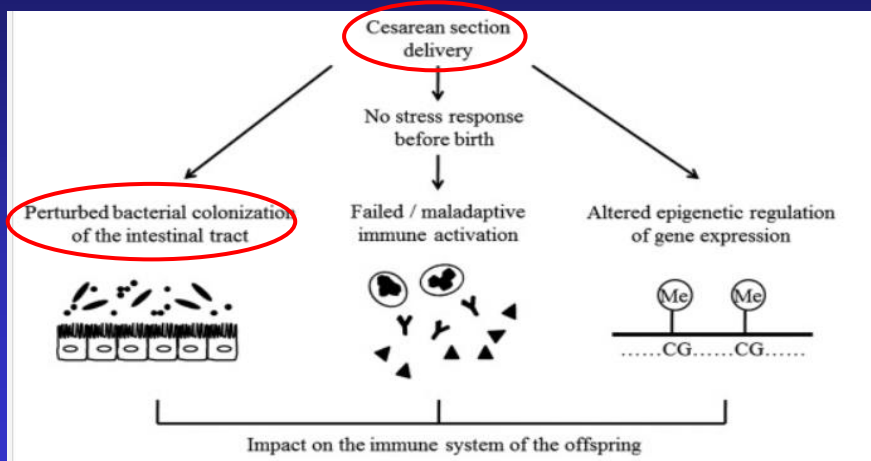 Cesarean section
delivery
No stress response
before birth
Perturbed bacterial colonization
of the intestinal tract
Failed / maladaptive
immune activation
Altered epigenetic regulation
of gene expression
Me
Me
......CG......CG......
Impact on the immune system of the offspring